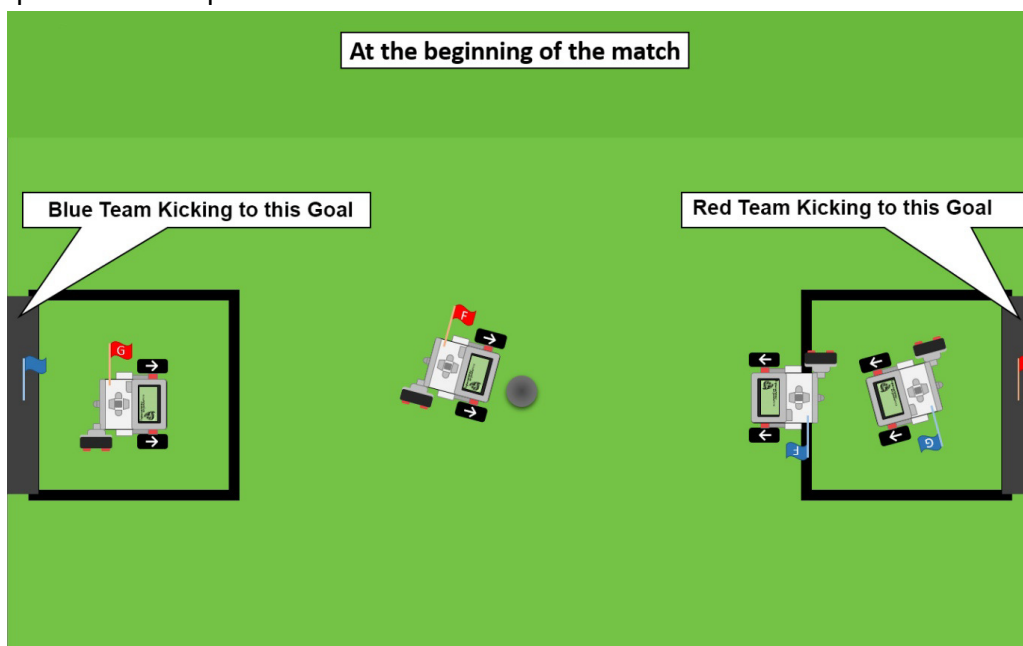 At the beginning of the match
Blue Team Kicking to this Goal
Red Team Kicking to this Goal
F
G
F
G